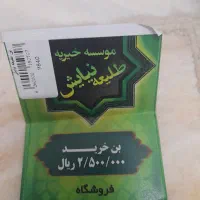 موسسه خیریه
طلیعه نیایش
بن خرید
۲/۵۰۰/۰۰۰ ریال
فروشگاه